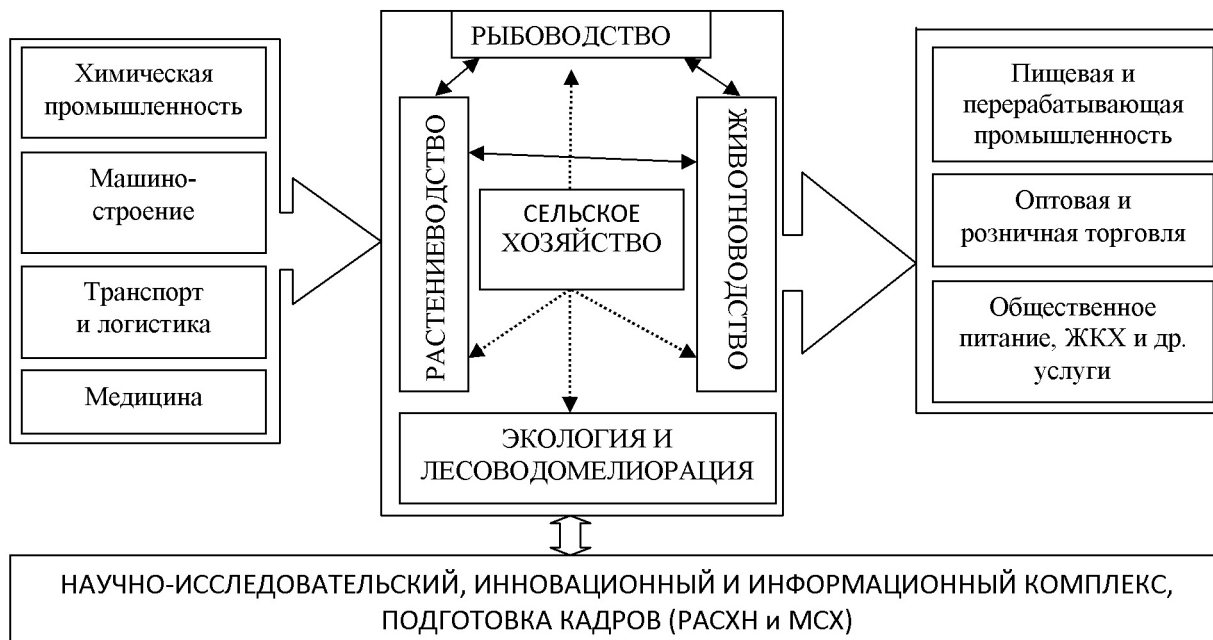 Химическая
промышленность
Машино-
строение
Транспорт
и логистика
Медицина
РЫБОВОДСТВО
РАСТЕНИЕВОДСТВО
СЕЛЬСКОЕ
ХОЗЯЙСТВО
ЖИВОТНОВОДСТВО
ЭКОЛОГИЯ И
ЛЕСОВОДОМЕЛИОРАЦИЯ
Пищевая и
перерабатывающая
промышленность
Оптовая и
розничная торговля
Общественное
питание, ЖКХ и др.
услуги
НАУЧНО-ИССЛЕДОВАТЕЛЬСКИЙ, ИННОВАЦИОННЫЙ И ИНФОРМАЦИОННЫЙ КОМПЛЕКС,
ПОДГОТОВКА КАДРОВ (РАСХН и МСХ)